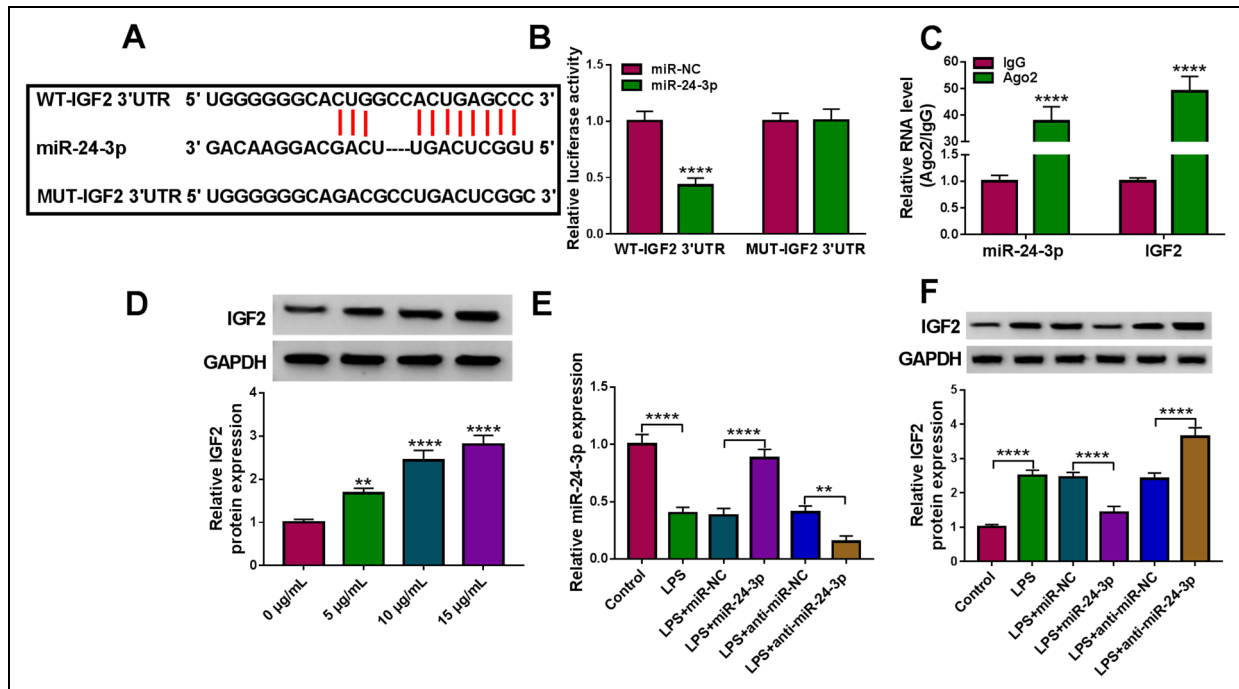 A
WT-IGF2 3'UTR 5' UGGGGGGCACUGGCCACUGAGCCC 3'
miR-24-3p 3' GACAAGGACGACU----UGACUCGGU 5'
MUT-IGF2 3'UTR 5' UGGGGGGCAGACGCCUGACUCGGC 3'
B
Relative luciferase activity
1.5
1.0
0.5
0.0
miR-NC
miR-24-3p
****
WT-IGF2 3'UTR MUT-IGF2 3'UTR
C
Relative RNA level
(Ago2/IgG)
60
50
40
30
20
1.5
1.0
0.5
0.0
IgG
Ago2
****
****
miR-24-3p IGF2
D
IGF2
GAPDH
Relative IGF2
protein expression
4
3
2
1
0
**
****
****
0 μg/mL
5 μg/mL
10 μg/mL
15 μg/mL
E
Relative miR-24-3p expression
1.5
1.0
0.5
0.0
****
****
**
Control
LPS
LPS+miR-NC
LPS+miR-24-3p
LPS+anti-miR-NC
LPS+anti-miR-24-3p
F
IGF2
GAPDH
Relative IGF2
protein expression
5
4
3
2
1
0
****
****
****
Control
LPS
LPS+miR-NC
LPS+miR-24-3p
LPS+anti-miR-NC
LPS+anti-miR-24-3p